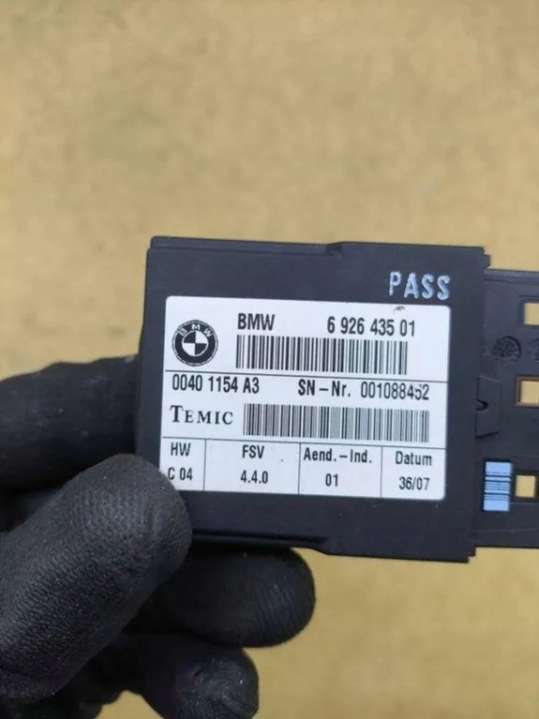 PASS
BMW 6 926 435 01
BMW
0040 1154 A3 SN-Nr. 001088452
TEMIC
HW FSV Aend.-Ind. Datum
C 04 4.4.0 01 36/07